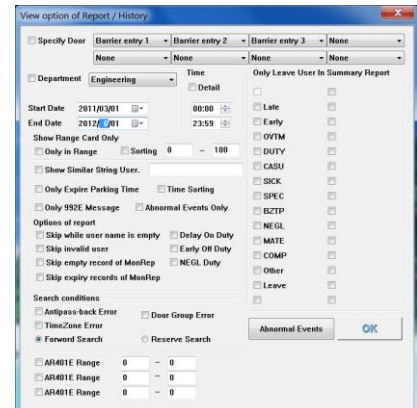 View option of Report / History
Specify Door Barrier entry 1 Barrier entry 2 Barrier entry 3 None
None None None None
Department Engineering Time Only Leave User In Summary Report
Detail
Start Date 2011/03/01 00:00
End Date 2012/ /01 23:59
Late
Early
OVTM
DUTY
CASU
SICK
SPEC
BZTP
NEGL
MATE
COMP
Other
Leave
Show Range Card Only
Only in Range Sorting 0 - 100
Show Similar String User.
Only Expire Parking Time Time Sorting
Only 992E Message Abnormal Events Only
Options of report
Skip while user name is empty Delay On Duty
Skip invalid user Early Off Duty
Skip empty record of MonRep NEGL Duty
Skip expiry records of MonRep
Search conditions
Antipass-back Error Door Group Error
TimeZone Error
Forword Search Reserve Search
Abnormal Events OK
AR401E Range 0 - 0
AR401E Range 0 - 0
AR401E Range 0 - 0